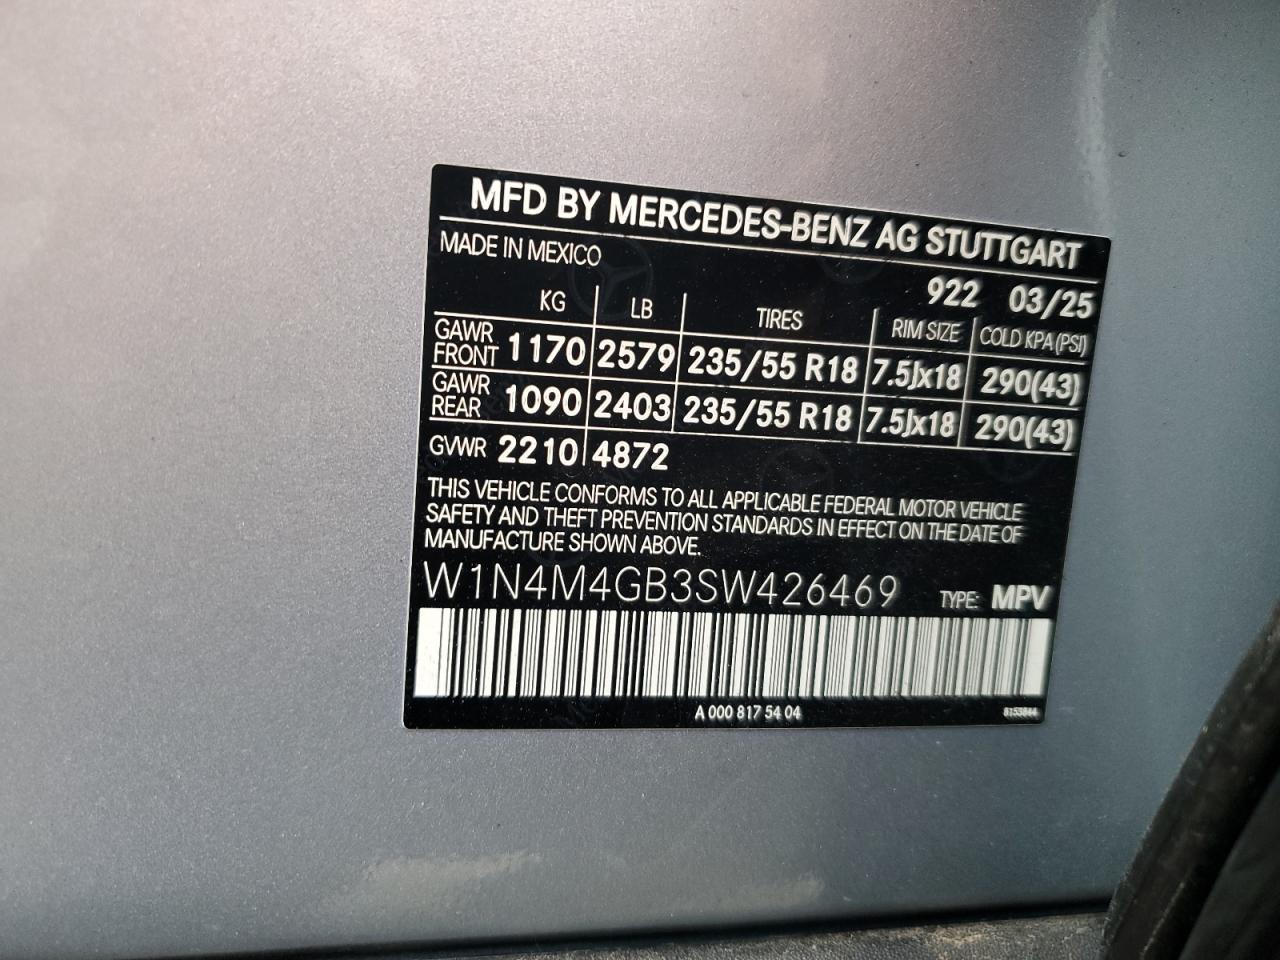 MFD BY MERCEDES-BENZ AG STUTTGART
MADE IN MEXICO
922 03/25
KG LB TIRES RIM SIZE COLD KPA (PSI)
GAWR FRONT 1170 2579 235/55 R18 7.5Jx18 290(43)
GAWR REAR 1090 2403 235/55 R18 7.5Jx18 290(43)
GVWR 2210 4872
THIS VEHICLE CONFORMS TO ALL APPLICABLE FEDERAL MOTOR VEHICLE
SAFETY AND THEFT PREVENTION STANDARDS IN EFFECT ON THE DATE OF
MANUFACTURE SHOWN ABOVE.
W1N4M4GB3SW426469 TYPE: MPV
A 000 817 54 04
8153844